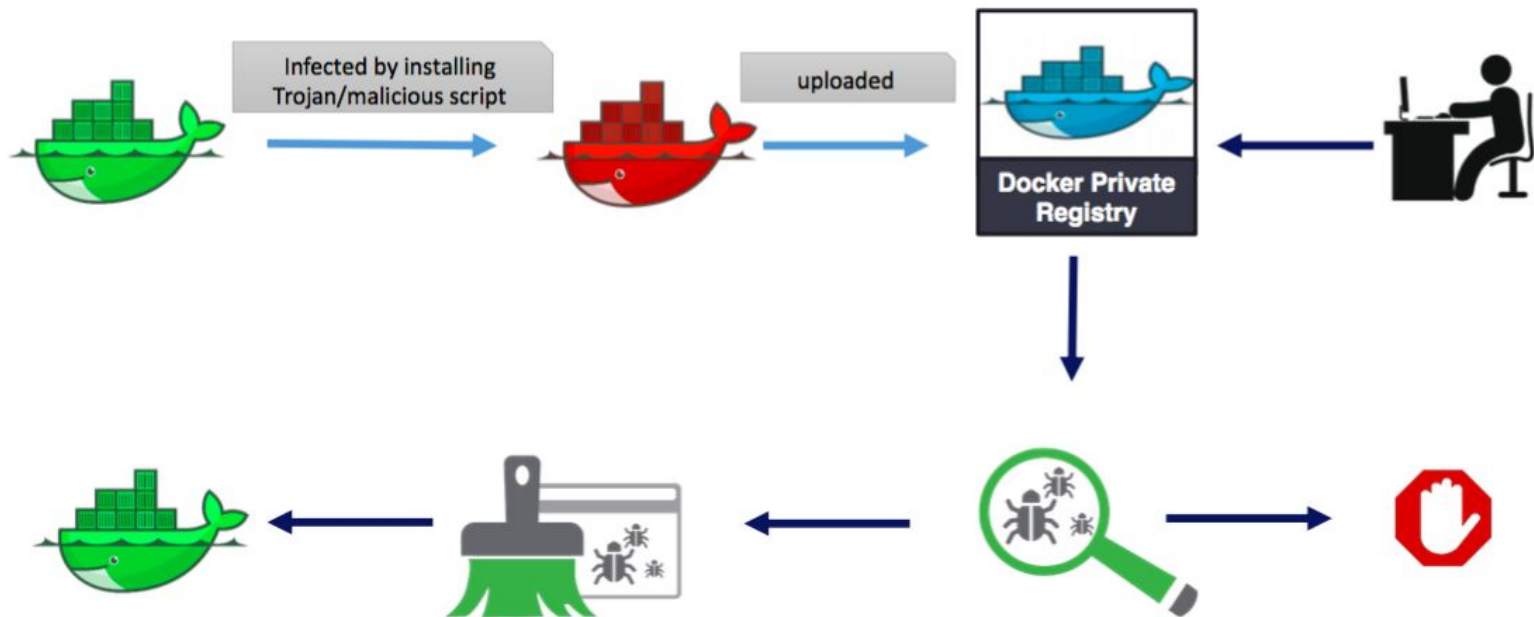 Infected by installing
Trojan/malicious script
uploaded
Docker Private
Registry